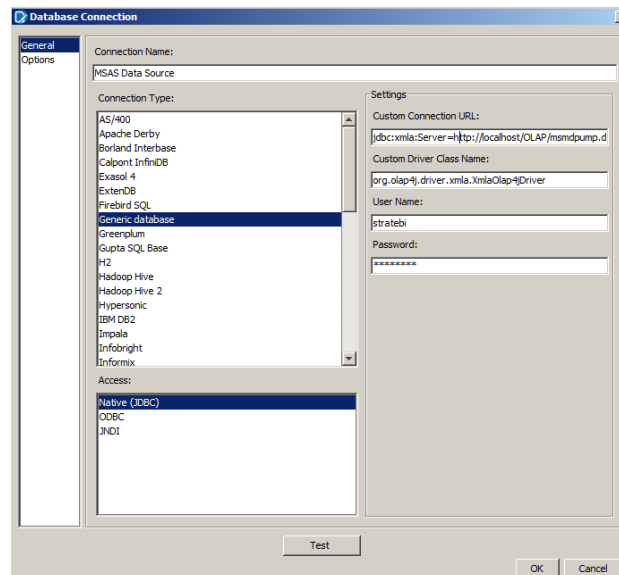 Database Connection
General
Options
Connection Name:
MSAS Data Source
Connection Type:
AS/400
Apache Derby
Borland Interbase
Calpont InfiniDB
Exasol 4
ExtenDB
Firebird SQL
Generic database
Greenplum
Gupta SQL Base
H2
Hadoop Hive
Hadoop Hive 2
Hypersonic
IBM DB2
Impala
Infobright
Informix
Access:
Native (JDBC)
ODBC
JNDI
Settings
Custom Connection URL:
jdbc:xmla:Server=http://localhost/OLAP/msmdpump.d
Custom Driver Class Name:
org.olap4j.driver.xmla.XmlaOlap4jDriver
User Name:
stratebi
Password:
********
Test
OK
Cancel